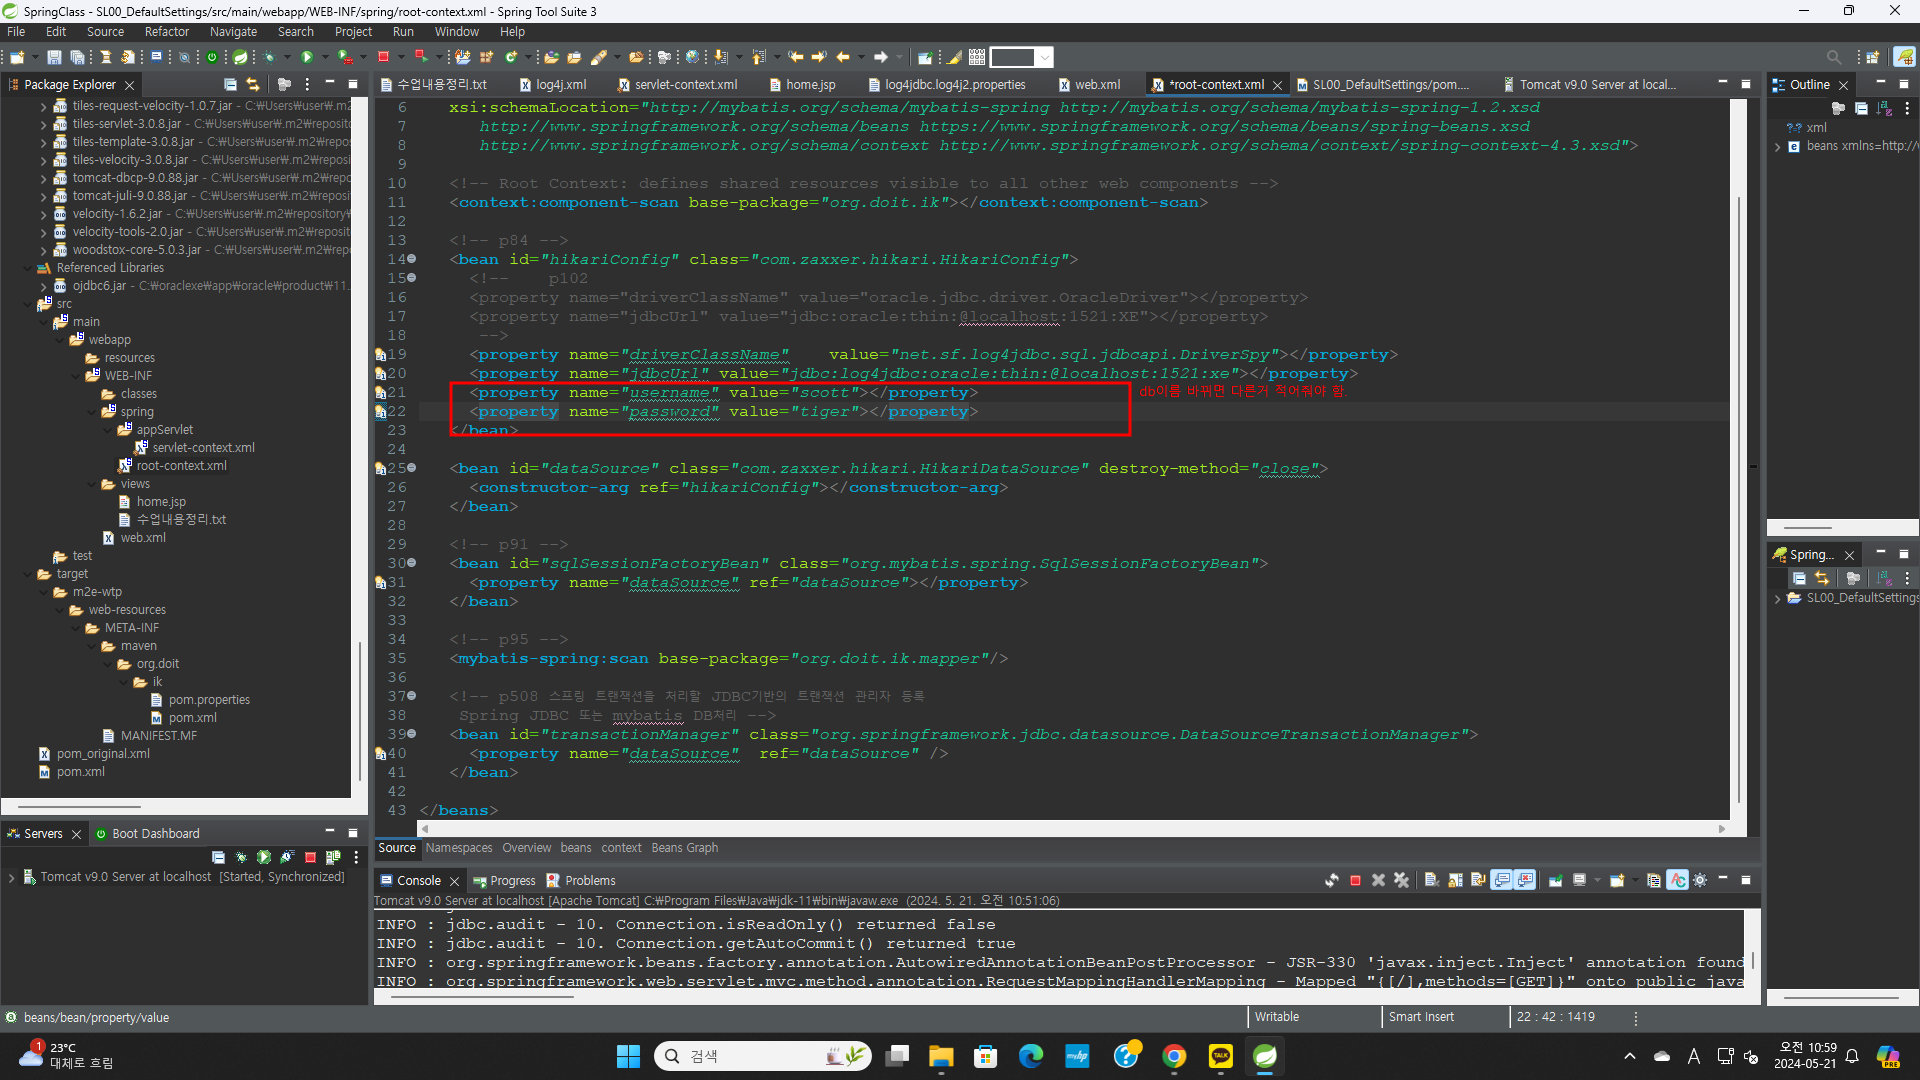 SpringClass - SL00_DefaultSettings/src/main/webapp/WEB-INF/spring/root-context.xml - Spring Tool Suite 3
File Edit Source Refactor Navigate Search Project Run Window Help
Package Explorer
수업내용정리.txt log4j.xml servlet-context.xml home.jsp log4jdbc.log4j2.properties web.xml *root-context.xml SL00_DefaultSettings/pom.... Tomcat v9.0 Server at local...
Outline
tiles-request-velocity-1.0.7.jar - C:₩Users₩user₩.m2
tiles-servlet-3.0.8.jar - C:₩Users₩user₩.m2₩reposito
tiles-template-3.0.8.jar - C:₩Users₩user₩.m2₩repos
tiles-velocity-3.0.8.jar - C:₩Users₩user₩.m2₩reposi
tomcat-dbcp-9.0.88.jar - C:₩Users₩user₩.m2₩repo
tomcat-juli-9.0.88.jar - C:₩Users₩user₩.m2₩reposi
velocity-1.6.2.jar - C:₩Users₩user₩.m2₩repository₩
velocity-tools-2.0.jar - C:₩Users₩user₩.m2₩reposit
woodstox-core-5.0.3.jar - C:₩Users₩user₩.m2₩repo
Referenced Libraries
ojdbc6.jar - C:₩oraclexe₩app₩oracle₩product₩11.
src
main
webapp
resources
WEB-INF
classes
spring
appServlet
servlet-context.xml
root-context.xml
views
home.jsp
수업내용정리.txt
web.xml
test
target
m2e-wtp
web-resources
META-INF
maven
org.doit
ik
pom.properties
pom.xml
MANIFEST.MF
pom_original.xml
pom.xml
6 xsi:schemaLocation="http://mybatis.org/schema/mybatis-spring http://mybatis.org/schema/mybatis-spring-1.2.xsd
7 http://www.springframework.org/schema/beans https://www.springframework.org/schema/beans/spring-beans.xsd
8 http://www.springframework.org/schema/context http://www.springframework.org/schema/context/spring-context-4.3.xsd">
9
10 <!-- Root Context: defines shared resources visible to all other web components -->
11 <context:component-scan base-package="org.doit.ik"></context:component-scan>
12
13 <!-- p84 -->
14 <bean id="hikariConfig" class="com.zaxxer.hikari.HikariConfig">
15 <!-- p102
16 <property name="driverClassName" value="oracle.jdbc.driver.OracleDriver"></property>
17 <property name="jdbcUrl" value="jdbc:oracle:thin:@localhost:1521:XE"></property>
18 -->
19 <property name="driverClassName" value="net.sf.log4jdbc.sql.jdbcapi.DriverSpy"></property>
20 <property name="jdbcUrl" value="jdbc:log4jdbc:oracle:thin:@localhost:1521:xe"></property>
21 <property name="username" value="scott"></property> db이름 바뀌면 다른거 적어줘야 함.
22 <property name="password" value="tiger"></property>
23 </bean>
24
25 <bean id="dataSource" class="com.zaxxer.hikari.HikariDataSource" destroy-method="close">
26 <constructor-arg ref="hikariConfig"></constructor-arg>
27 </bean>
28
29 <!-- p91 -->
30 <bean id="sqlSessionFactoryBean" class="org.mybatis.spring.SqlSessionFactoryBean">
31 <property name="dataSource" ref="dataSource"></property>
32 </bean>
33
34 <!-- p95 -->
35 <mybatis-spring:scan base-package="org.doit.ik.mapper"/>
36
37 <!-- p508 스프링 트랜잭션을 처리할 JDBC기반의 트랜잭션 관리자 등록
38 Spring JDBC 또는 mybatis DB처리 -->
39 <bean id="transactionManager" class="org.springframework.jdbc.datasource.DataSourceTransactionManager">
40 <property name="dataSource" ref="dataSource" />
41 </bean>
42
43 </beans>
xml
beans xmlns=http://v
Spring...
SL00_DefaultSettings
Source Namespaces Overview beans context Beans Graph
Servers Boot Dashboard
Tomcat v9.0 Server at localhost [Started, Synchronized]
Console Progress Problems
Tomcat v9.0 Server at localhost [Apache Tomcat] C:₩Program Files₩Java₩jdk-11₩bin₩javaw.exe (2024. 5. 21. 오전 10:51:06)
INFO : jdbc.audit - 10. Connection.isReadOnly() returned false
INFO : jdbc.audit - 10. Connection.getAutoCommit() returned true
INFO : org.springframework.beans.factory.annotation.AutowiredAnnotationBeanPostProcessor - JSR-330 'javax.inject.Inject' annotation found
INFO : org.springframework.web.servlet.mvc.method.annotation.RequestMappingHandlerMapping - Mapped "{[/],methods=[GET]}" onto public java
beans/bean/property/value
Writable Smart Insert 22 : 42 : 1419
1 23°C
대체로 흐림
검색
myhp
TALK
A
오전 10:59
2024-05-21
PRE